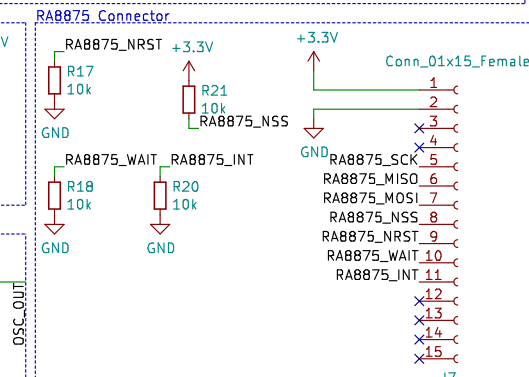 RA8875 Connector
V
RA8875_NRST
R17
10k
GND
+3.3V
R21
10k
RA8875_NSS
+3.3V
GND
Conn_01x15_Female
1
2
3
4
RA8875_SCK 5
RA8875_MISO 6
RA8875_MOSI 7
RA8875_NSS 8
RA8875_NRST 9
RA8875_WAIT 10
RA8875_INT 11
12
13
14
15
RA8875_WAIT
R18
10k
GND
RA8875_INT
R20
10k
GND
OSC_OUT